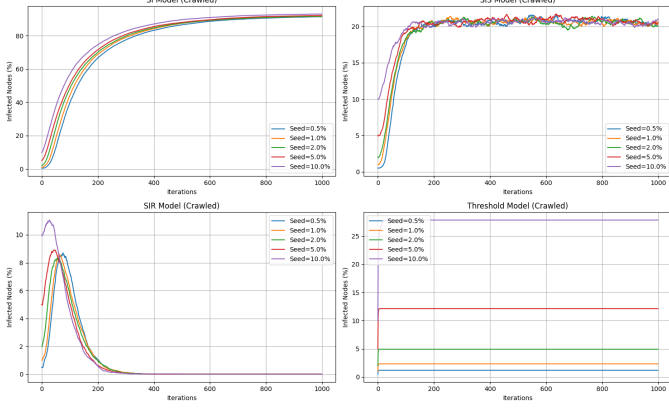 SI Model (Crawled)
Infected Nodes (%)
80
60
40
20
0
0 200 400 600 800 1000
Iterations
Seed=0.5%
Seed=1.0%
Seed=2.0%
Seed=5.0%
Seed=10.0%
SIS Model (Crawled)
Infected Nodes (%)
20
15
10
5
0
0 200 400 600 800 1000
Iterations
Seed=0.5%
Seed=1.0%
Seed=2.0%
Seed=5.0%
Seed=10.0%
SIR Model (Crawled)
Infected Nodes (%)
10
8
6
4
2
0
0 200 400 600 800 1000
Iterations
Seed=0.5%
Seed=1.0%
Seed=2.0%
Seed=5.0%
Seed=10.0%
Threshold Model (Crawled)
Infected Nodes (%)
25
20
15
10
5
0
0 200 400 600 800 1000
Iterations
Seed=0.5%
Seed=1.0%
Seed=2.0%
Seed=5.0%
Seed=10.0%